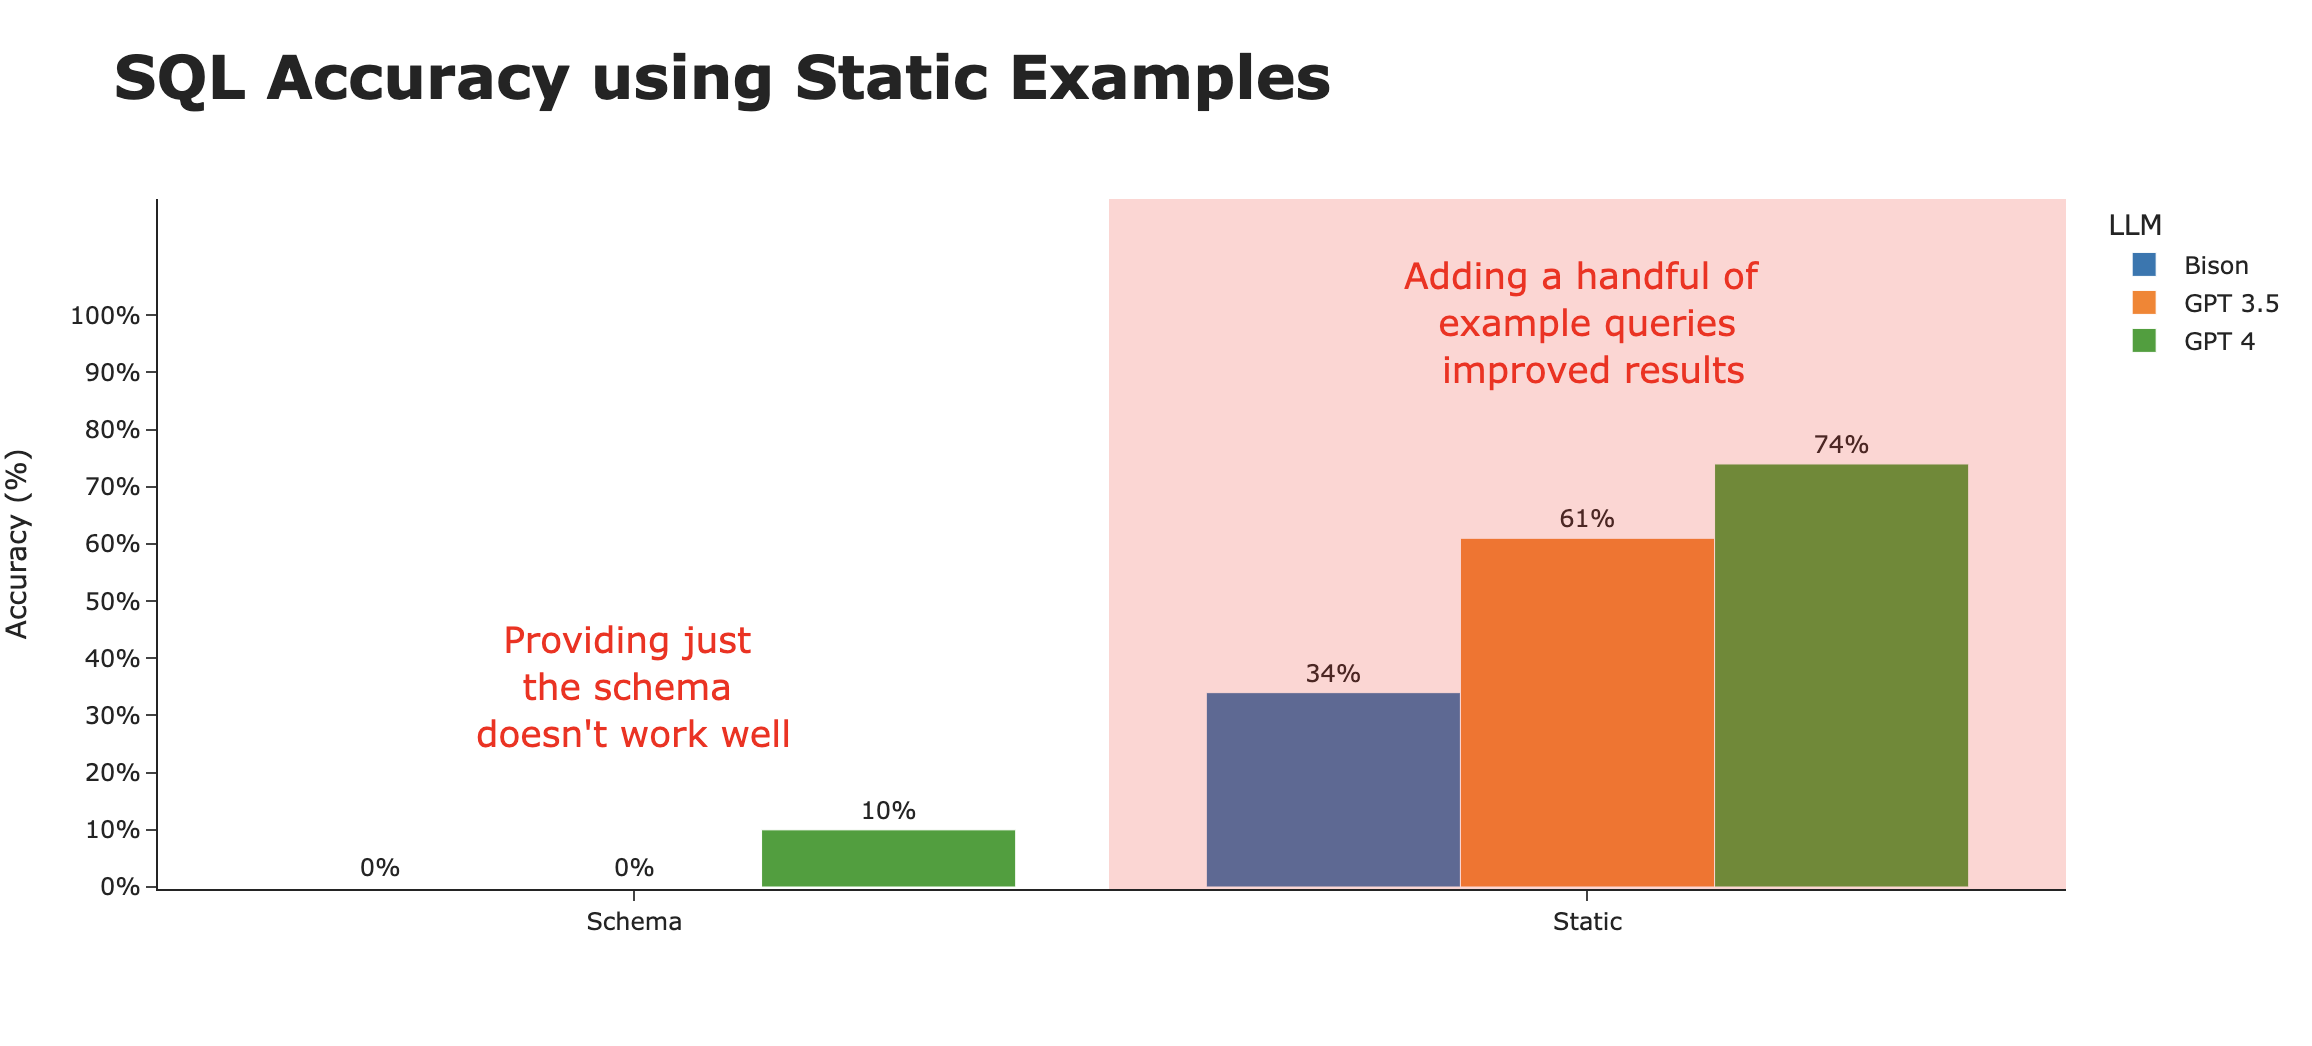 SQL Accuracy using Static Examples
Accuracy (%)
100%
90%
80%
70%
60%
50%
40%
30%
20%
10%
0%
Providing just
the schema
doesn't work well
0%
0%
10%
Schema
Adding a handful of
example queries
improved results
34%
61%
74%
Static
LLM
Bison
GPT 3.5
GPT 4